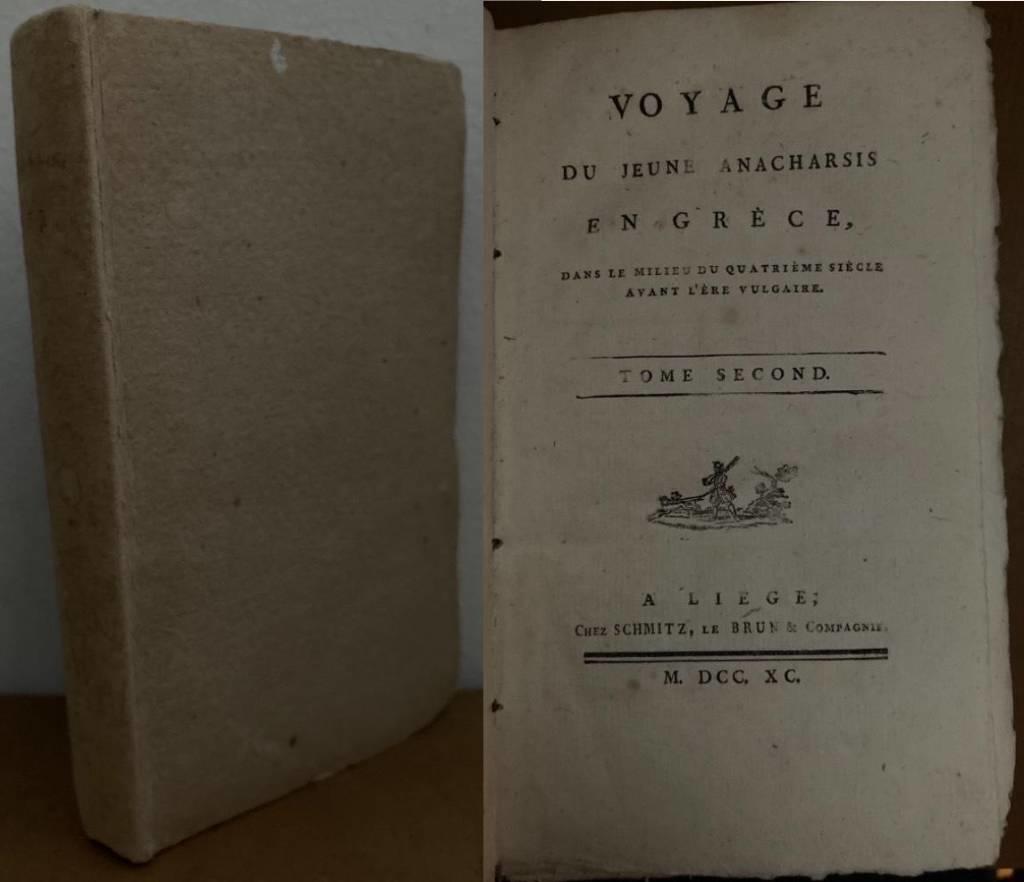 VOYAGE
DU JEUNE ANACHARSIS
EN GRÈCE,
DANS LE MILIEU DU QUATRIÈME SIÈCLE
AVANT L'ÈRE VULGAIRE.
TOME SECOND.
A LIEGE;
CHEZ SCHMITZ, LE BRUN & COMPAGNIE.
M. DCC. XC.